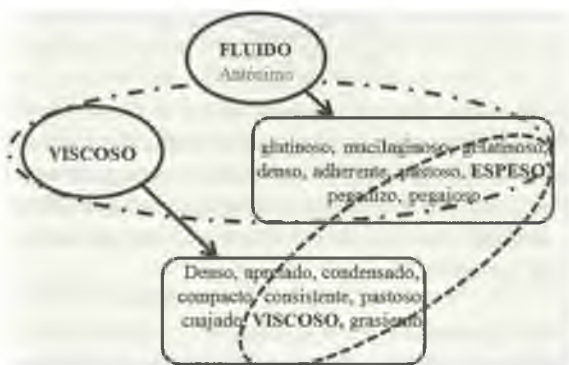 FLUIDO
Antónimo
VISCOSO
glutinoso, mucilaginoso, gelatinoso,
denso, adherente, pastoso, ESPESO,
pegadizo, pegajoso
Denso, apretado, condensado,
compacto, consistente, pastoso
cuajado, VISCOSO, grasiento